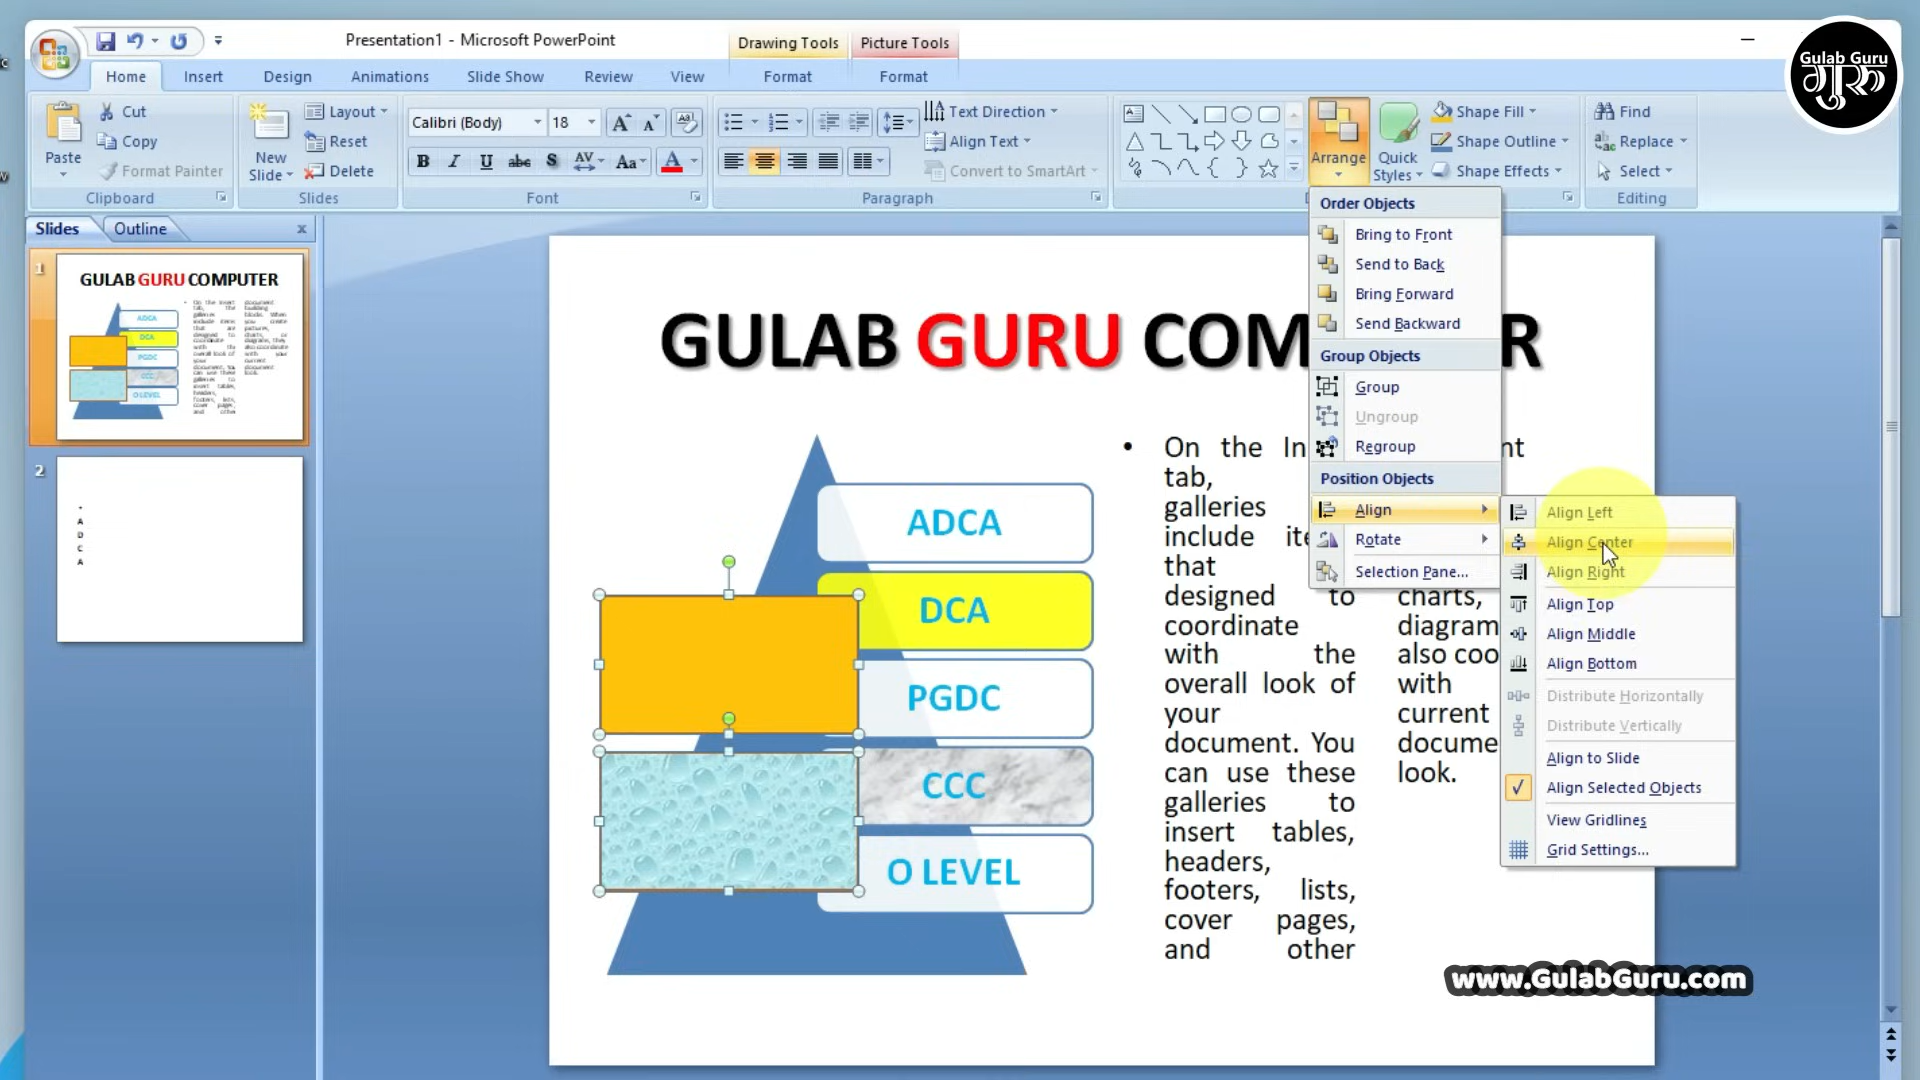 Presentation1 - Microsoft PowerPoint
Drawing Tools
Picture Tools
Gulab Guru
गुरु
Home
Insert
Design
Animations
Slide Show
Review
View
Format
Format
Paste
Cut
Copy
Format Painter
Clipboard
New Slide
Layout
Reset
Delete
Slides
Calibri (Body)
18
Font
Text Direction
Align Text
Convert to SmartArt
Paragraph
Arrange
Quick Styles
Shape Fill
Shape Outline
Shape Effects
Find
Replace
Select
Editing
Slides
Outline
1
GULAB GURU COMPUTER
ADCA
DCA
PGDC
CCC
O LEVEL
2
A
D
C
A
GULAB GURU COM
R
ADCA
DCA
PGDC
CCC
O LEVEL
• On the In
tab,
galleries
include ite
that
designed to
coordinate
with the
overall look of
your
document. You
can use these
galleries to
insert tables,
headers,
footers, lists,
cover pages,
and other
nt
charts,
diagram
also coo
with
current
docume
look.
Order Objects
Bring to Front
Send to Back
Bring Forward
Send Backward
Group Objects
Group
Ungroup
Regroup
Position Objects
Align
Rotate
Selection Pane...
Align Left
Align Center
Align Right
Align Top
Align Middle
Align Bottom
Distribute Horizontally
Distribute Vertically
Align to Slide
Align Selected Objects
View Gridlines
Grid Settings...
www.GulabGuru.com